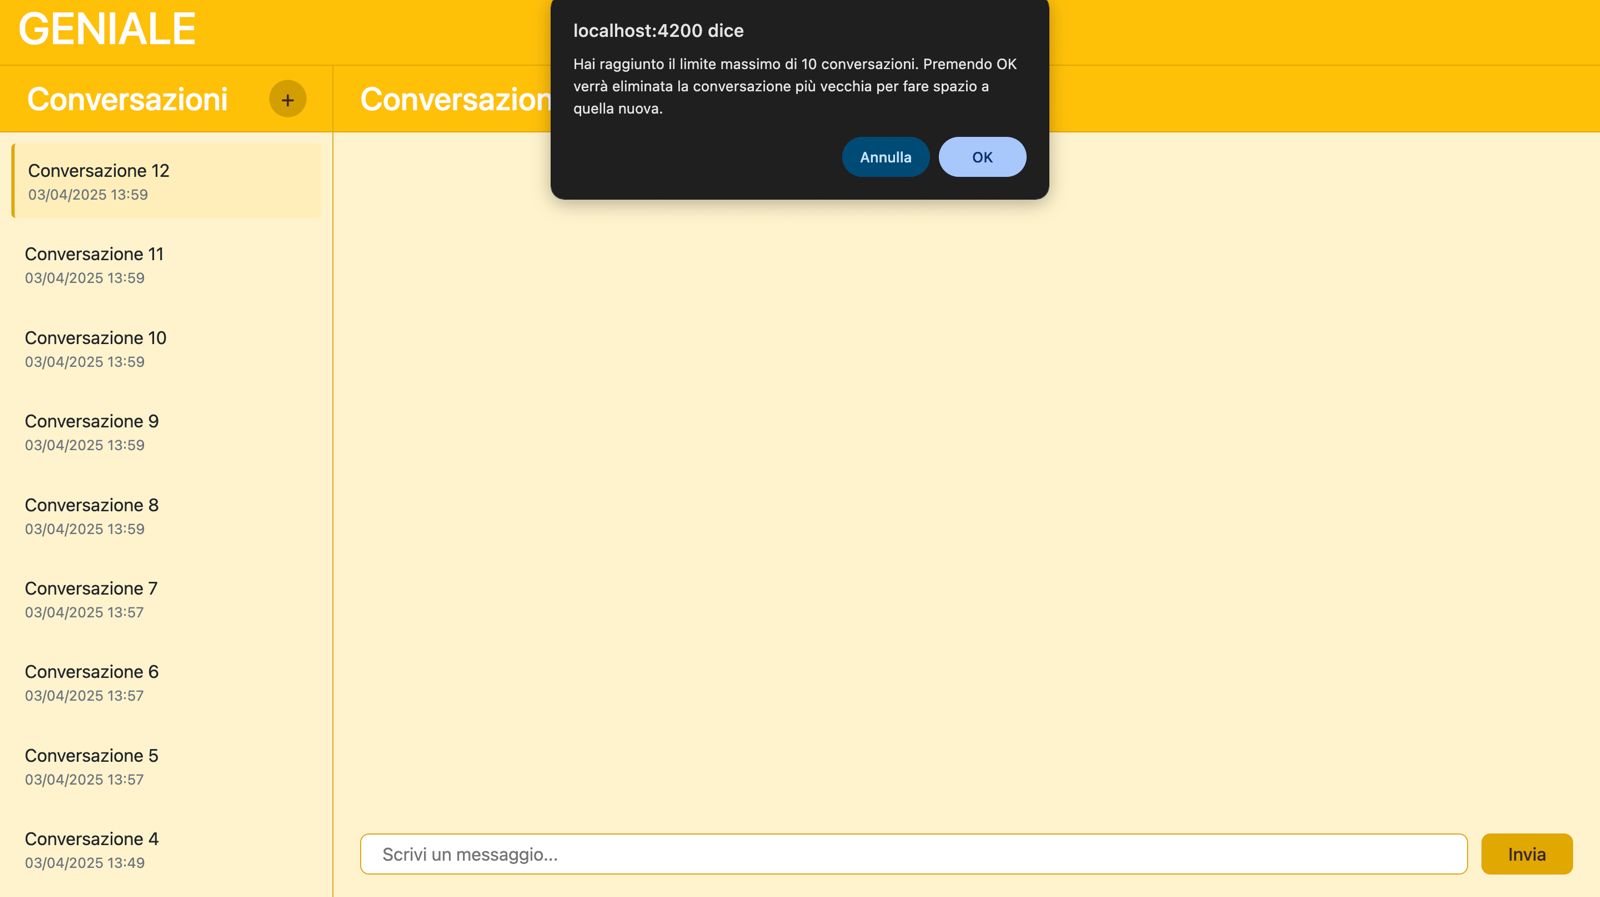 GENIALE
Conversazioni
+
Conversazion
localhost:4200 dice
Hai raggiunto il limite massimo di 10 conversazioni. Premendo OK
verrà eliminata la conversazione più vecchia per fare spazio a
quella nuova.
Annulla
OK
Conversazione 12
03/04/2025 13:59
Conversazione 11
03/04/2025 13:59
Conversazione 10
03/04/2025 13:59
Conversazione 9
03/04/2025 13:59
Conversazione 8
03/04/2025 13:59
Conversazione 7
03/04/2025 13:57
Conversazione 6
03/04/2025 13:57
Conversazione 5
03/04/2025 13:57
Conversazione 4
03/04/2025 13:49
Scrivi un messaggio...
Invia